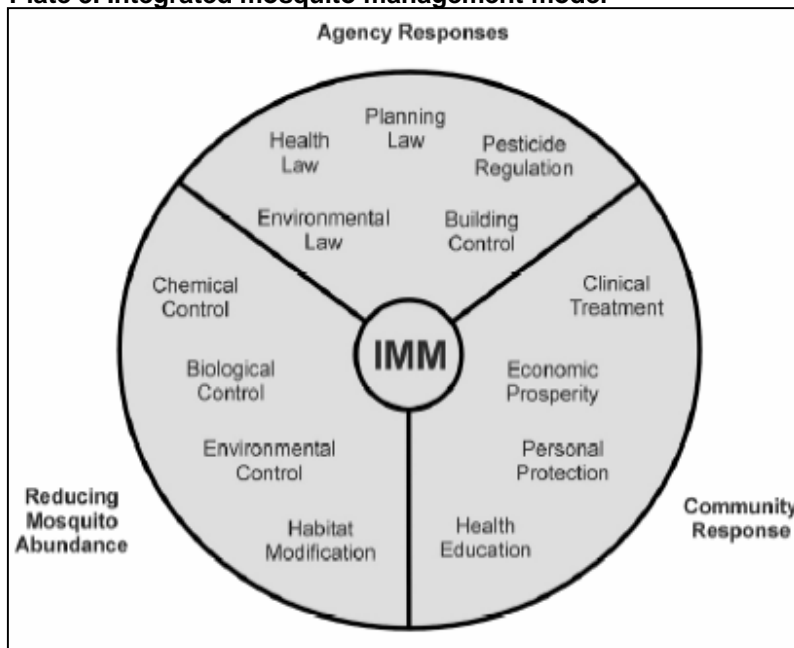 Integrated mosquito management model
Agency Responses
Planning
Law
Health
Law
Pesticide
Regulation
Environmental
Law
Building
Control
Chemical
Control
Biological
Control
Environmental
Control
Habitat
Modification
Reducing
Mosquito
Abundance
IMM
Clinical
Treatment
Economic
Prosperity
Personal
Protection
Health
Education
Community
Response